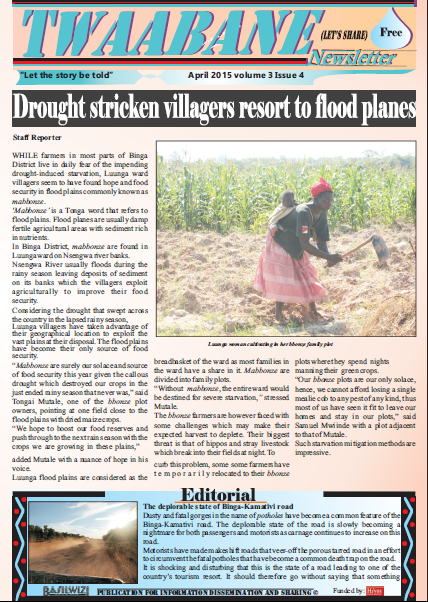 TWAABANE
(LET'S SHARE)
Free
Newsletter
"Let the story be told"
April 2015 volume 3 Issue 4
Drought stricken villagers resort to flood planes
Staff Reporter
WHILE farmers in most parts of Binga
District live in daily fear of the impending
drought-induced starvation, Luunga ward
villagers seem to have found hope and food
security in flood plains commonly known as
mabbonze.
'Mabbonze' is a Tonga word that refers to
flood plains. Flood planes are usually damp
fertile agricultural areas with sediment rich
in nutrients.
In Binga District, mabbonze are found in
Luunga ward on Nsengwa river banks.
Nsengwa River usually floods during the
rainy season leaving deposits of sediment
on its banks which the villagers exploit
agriculturally to improve their food
security.
Considering the drought that swept across
the country in the lapsed rainy season,
Luunga villagers have taken advantage of
their geographical location to exploit the
vast plains at their disposal. The flood plains
have become their only source of food
security.
"Mabbonze are surely our solace and source
of food security this year given the callous
drought which destroyed our crops in the
just ended rainy season that never was," said
Tongai Mutale, one of the bbonze plot
owners, pointing at one field close to the
flood plains with dried maize crops.
"We hope to boost our food reserves and
push through to the next rain season with the
crops we are growing in these plains,"
added Mutale with a nuance of hope in his
voice.
Luunga flood plains are considered as the
Luunga woman cultivating in her bbonze family plot
breadbasket of the ward as most families in
the ward have a share in it. Mabbonze are
divided into family plots.
"Without mabbonze, the entire ward would
be destined for severe starvation," stressed
Mutale.
The bbonze farmers are however faced with
some challenges which may make their
expected harvest to deplete. Their biggest
threat is that of hippos and stray livestock
which break into their fields at night. To
curb this problem, some some farmers have
temporarily relocated to their bbonze
plots where they spend nights
manning their green crops.
"Our bbonze plots are our only solace,
hence, we cannot afford losing a single
mealie cob to any pest of any kind, thus
most of us have seen it fit to leave our
homes and stay in our plots," said
Samuel Mwinde with a plot adjacent
to that of Mutale.
Such starvation mitigation methods are
impressive.
Editorial
The deplorable state of Binga-Kamativi road
Dusty and fatal gorges in the name of potholes have become a common feature of the
Binga-Kamativi road. The deplorable state of the road is slowly becoming a
nightmare for both passengers and motorists as carnage continues to increase on this
road.
Motorists have made makeshift roads that veer-off the porous tarred road in an effort
to circumvent the fatal potholes that have become a common death trap on the road.
It is shocking and disturbing that this is the state of a road leading to one of the
country's tourism resort. It should therefore go without saying that something
BASILWIZI
PUBLICATION FOR INFORMATION DISSEMINATION AND SHARING ©
Funded by:
Hivos